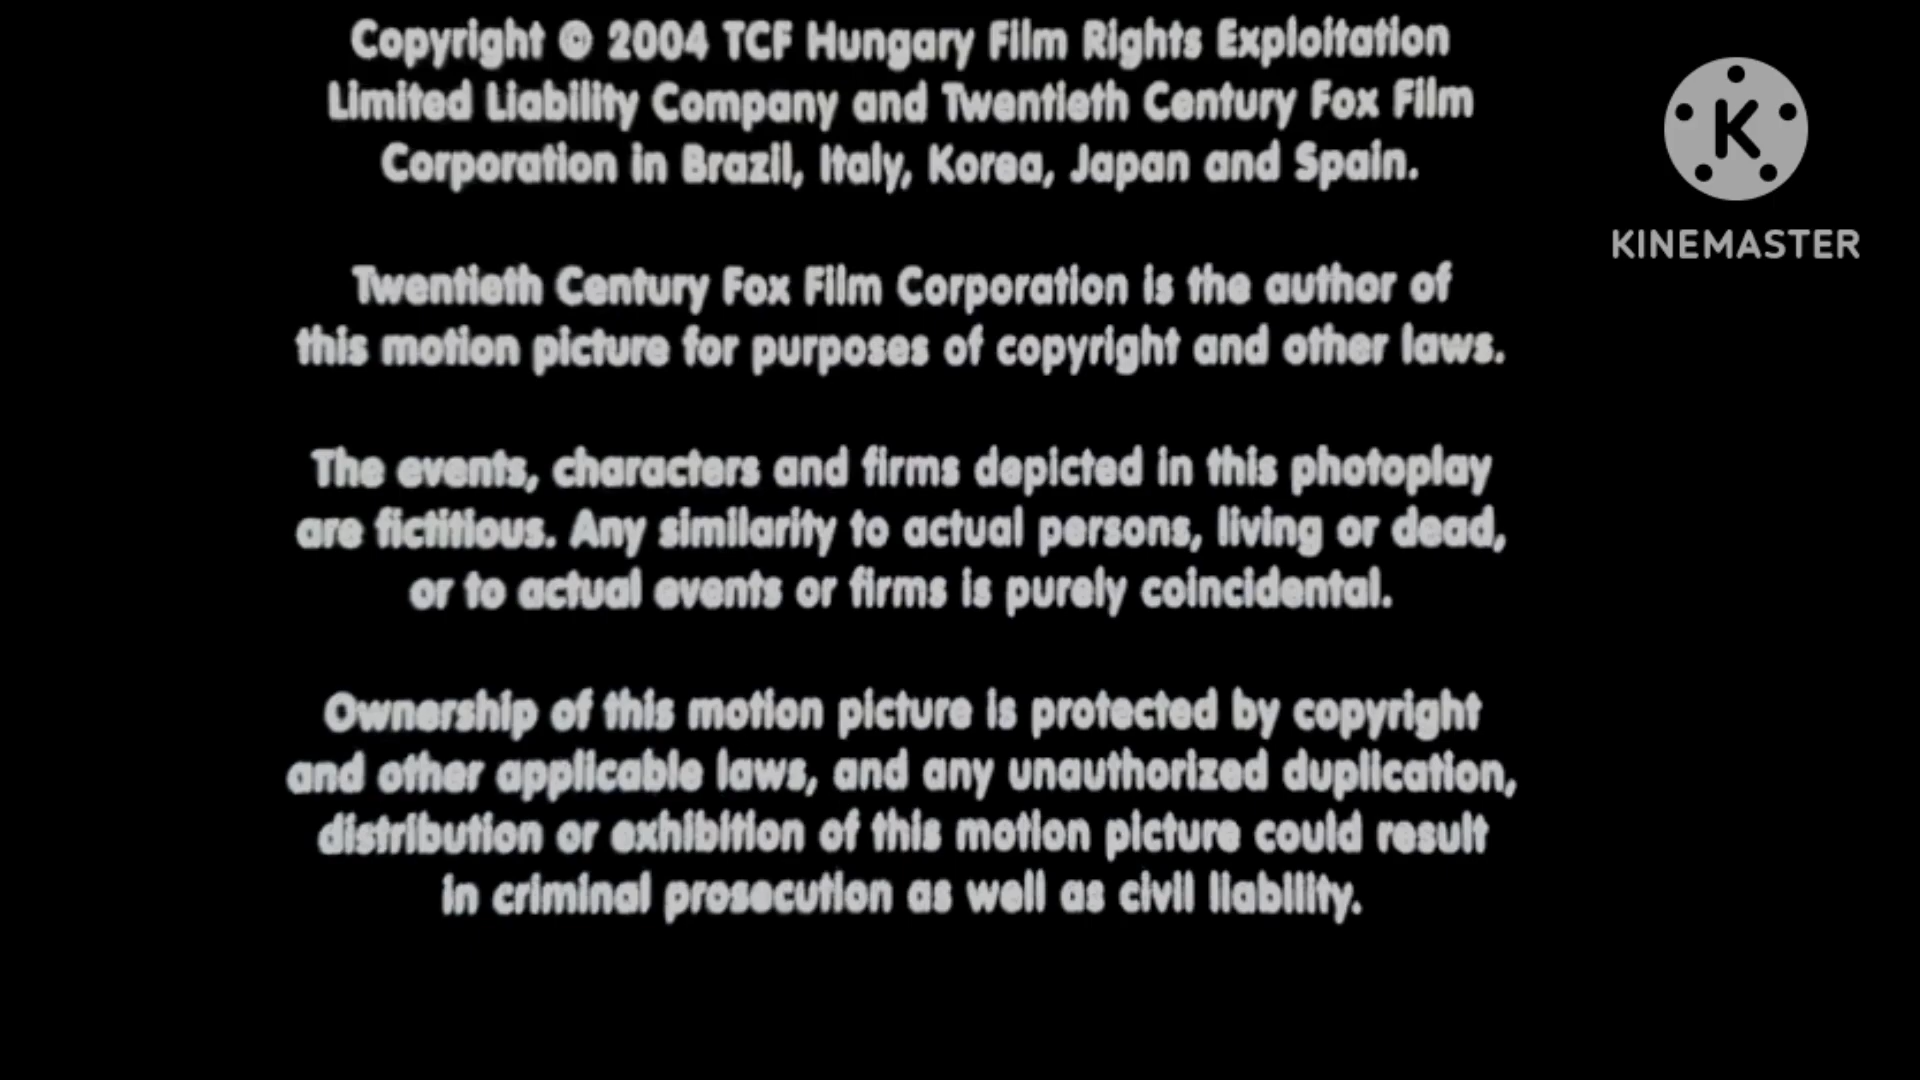 Copyright © 2004 TCF Hungary Film Rights Exploitation
Limited Liability Company and Twentieth Century Fox Film
Corporation in Brazil, Italy, Korea, Japan and Spain.
Twentieth Century Fox Film Corporation is the author of
this motion picture for purposes of copyright and other laws.
The events, characters and firms depicted in this photoplay
are fictitious. Any similarity to actual persons, living or dead,
or to actual events or firms is purely coincidental.
Ownership of this motion picture is protected by copyright
and other applicable laws, and any unauthorized duplication,
distribution or exhibition of this motion picture could result
in criminal prosecution as well as civil liability.
K
KINEMASTER